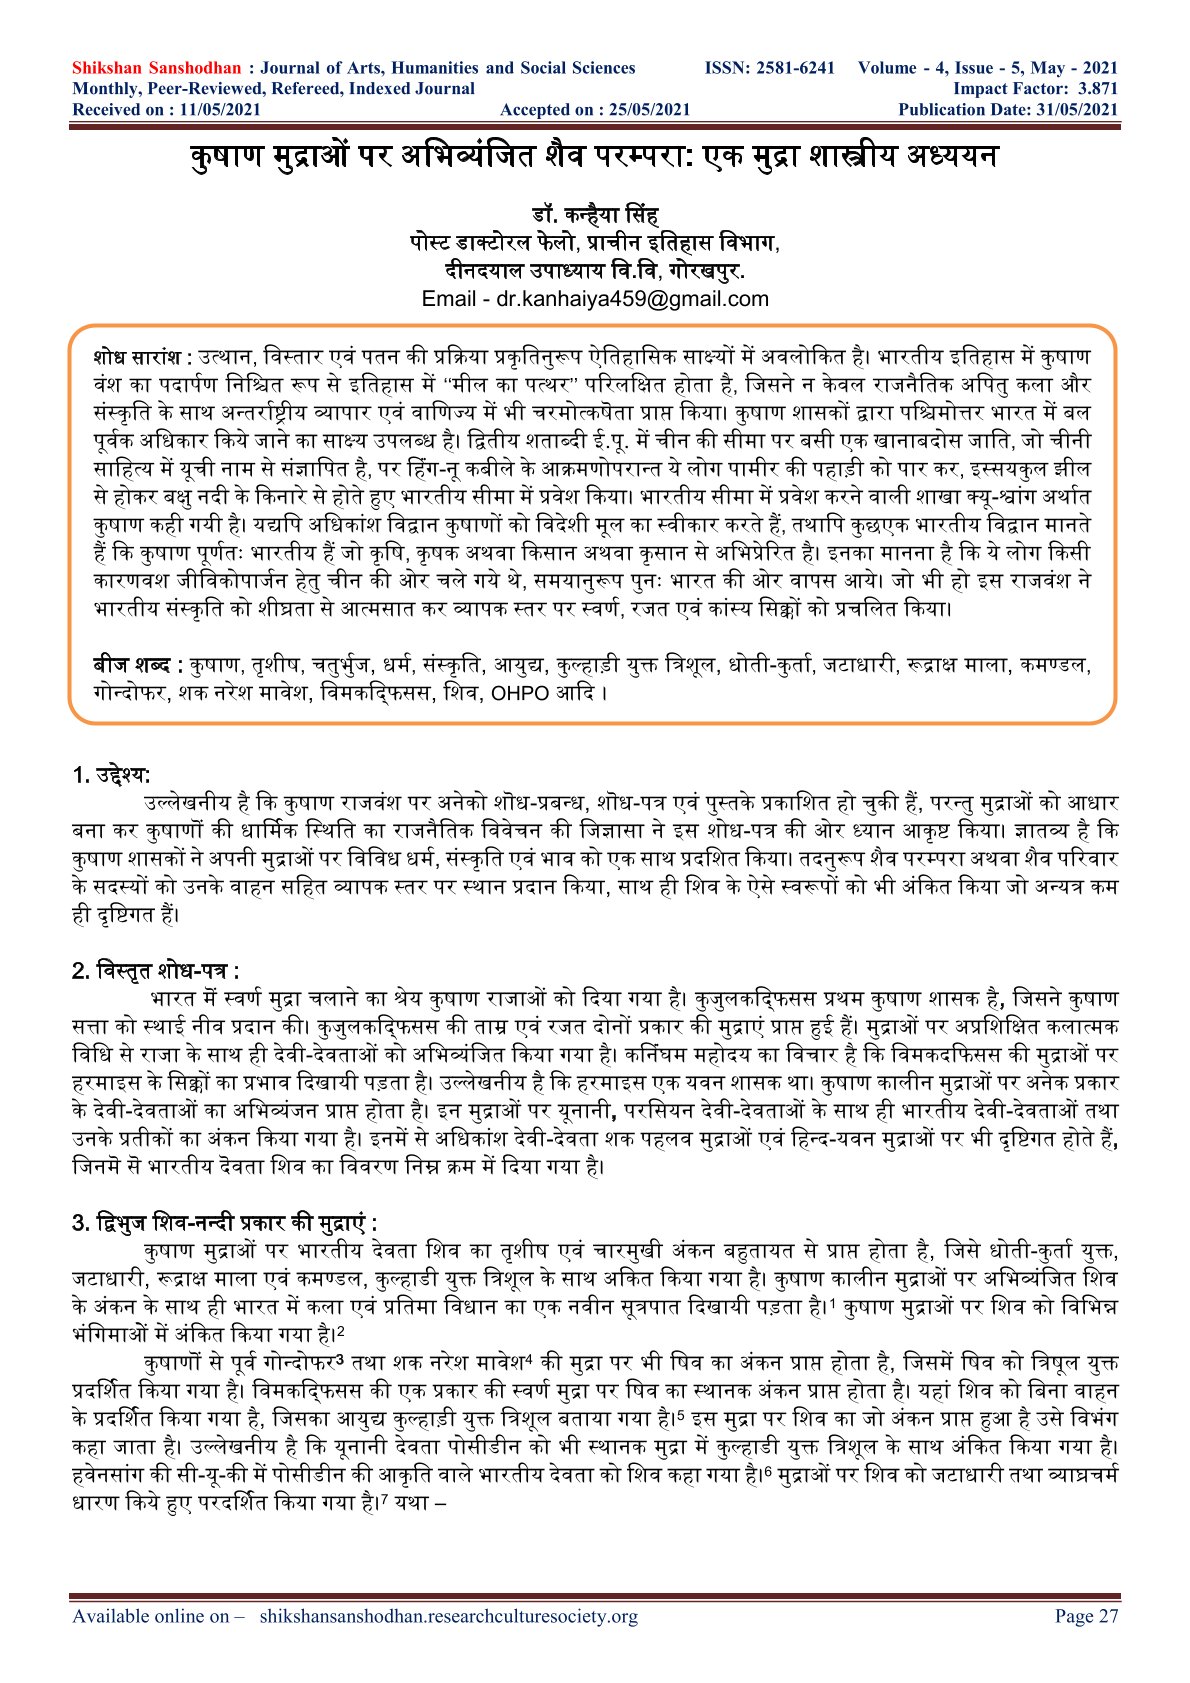 Shikshan Sanshodhan : Journal of Arts, Humanities and Social Sciences ISSN: 2581-6241 Volume - 4, Issue - 5, May - 2021
Monthly, Peer-Reviewed, Refereed, Indexed Journal Impact Factor: 3.871
Received on : 11/05/2021 Accepted on : 25/05/2021 Publication Date: 31/05/2021
कुषाण मुद्राओं पर अभिव्यंजित शैव परम्परा: एक मुद्रा शास्त्रीय अध्ययन
डॉ. कन्हैया सिंह
पोस्ट डाक्टोरल फेलो, प्राचीन इतिहास विभाग,
दीनदयाल उपाध्याय वि.वि, गोरखपुर.
Email - dr.kanhaiya459@gmail.com
शोध सारांश : उत्थान, विस्तार एवं पतन की प्रक्रिया प्रकृतिनुरूप ऐतिहासिक साक्ष्यों में अवलोकित है। भारतीय इतिहास में कुषाण
वंश का पदार्पण निश्चित रूप से इतिहास में “मील का पत्थर” परिलक्षित होता है, जिसने न केवल राजनैतिक अपितु कला और
संस्कृति के साथ अन्तर्राष्ट्रीय व्यापार एवं वाणिज्य में भी चरमोत्कषेता प्राप्त किया। कुषाण शासकों द्वारा पश्चिमोत्तर भारत में बल
पूर्वक अधिकार किये जाने का साक्ष्य उपलब्ध है। द्वितीय शताब्दी ई.पू. में चीन की सीमा पर बसी एक खानाबदोस जाति, जो चीनी
साहित्य में यूची नाम से संज्ञापित है, पर हिंग-नू कबीले के आक्रमणोपरान्त ये लोग पामीर की पहाड़ी को पार कर, इस्सयकुल झील
से होकर बक्षु नदी के किनारे से होते हुए भारतीय सीमा में प्रवेश किया। भारतीय सीमा में प्रवेश करने वाली शाखा क्यू-श्वांग अर्थात
कुषाण कही गयी है। यद्यपि अधिकांश विद्वान कुषाणों को विदेशी मूल का स्वीकार करते हैं, तथापि कुछएक भारतीय विद्वान मानते
हैं कि कुषाण पूर्णतः भारतीय हैं जो कृषि, कृषक अथवा किसान अथवा कृसान से अभिप्रेरित है। इनका मानना है कि ये लोग किसी
कारणवश जीविकोपार्जन हेतु चीन की ओर चले गये थे, समयानुरूप पुनः भारत की ओर वापस आये। जो भी हो इस राजवंश ने
भारतीय संस्कृति को शीघ्रता से आत्मसात कर व्यापक स्तर पर स्वर्ण, रजत एवं कांस्य सिक्कों को प्रचलित किया।
बीज शब्द : कुषाण, तृशीष, चतुर्भुज, धर्म, संस्कृति, आयुद्य, कुल्हाड़ी युक्त त्रिशूल, धोती-कुर्ता, जटाधारी, रूद्राक्ष माला, कमण्डल,
गोन्दोफर, शक नरेश मावेश, विमकद्फिसस, शिव, OHPO आदि ।
1. उद्देश्य:
उल्लेखनीय है कि कुषाण राजवंश पर अनेको शॊध-प्रबन्ध, शॊध-पत्र एवं पुस्तके प्रकाशित हो चुकी हैं, परन्तु मुद्राओं को आधार
बना कर कुषाणॊं की धार्मिक स्थिति का राजनैतिक विवेचन की जिज्ञासा ने इस शोध-पत्र की ओर ध्यान आकृष्ट किया। ज्ञातव्य है कि
कुषाण शासकों ने अपनी मुद्राओं पर विविध धर्म, संस्कृति एवं भाव को एक साथ प्रदशित किया। तदनुरूप शैव परम्परा अथवा शैव परिवार
के सदस्यों को उनके वाहन सहित व्यापक स्तर पर स्थान प्रदान किया, साथ ही शिव के ऐसे स्वरूपों को भी अंकित किया जो अन्यत्र कम
ही दृष्टिगत हैं।
2. विस्तृत शोध-पत्र :
भारत मॆं स्वर्ण मुद्रा चलाने का श्रेय कुषाण राजाओं को दिया गया है। कुजुलकद्फिसस प्रथम कुषाण शासक है, जिसने कुषाण
सत्ता को स्थाई नीव प्रदान की। कुजुलकद्फिसस की ताम्र एवं रजत दोनों प्रकार की मुद्राएं प्राप्त हुई हैं। मुद्राओं पर अप्रशिक्षित कलात्मक
विधि से राजा के साथ ही देवी-देवताओं को अभिव्यंजित किया गया है। कनिंघम महोदय का विचार है कि विमकदफिसस की मुद्राओं पर
हरमाइस के सिक्कों का प्रभाव दिखायी पड़ता है। उल्लेखनीय है कि हरमाइस एक यवन शासक था। कुषाण कालीन मुद्राओं पर अनेक प्रकार
के देवी-देवताओं का अभिव्यंजन प्राप्त होता है। इन मुद्राओं पर यूनानी, परसियन देवी-देवताओं के साथ ही भारतीय देवी-देवताओं तथा
उनके प्रतीकों का अंकन किया गया है। इनमें से अधिकांश देवी-देवता शक पहलव मुद्राओं एवं हिन्द-यवन मुद्राओं पर भी दृष्टिगत होते हैं,
जिनमॆ सॆ भारतीय दॆवता शिव का विवरण निम्न क्रम में दिया गया है।
3. द्विभुज शिव-नन्दी प्रकार की मुद्राएं :
कुषाण मुद्राओं पर भारतीय देवता शिव का तृशीष एवं चारमुखी अंकन बहुतायत से प्राप्त होता है, जिसे धोती-कुर्ता युक्त,
जटाधारी, रूद्राक्ष माला एवं कमण्डल, कुल्हाडी युक्त त्रिशूल के साथ अकित किया गया है। कुषाण कालीन मुद्राओं पर अभिव्यंजित शिव
के अंकन के साथ ही भारत में कला एवं प्रतिमा विधान का एक नवीन सूत्रपात दिखायी पड़ता है।1 कुषाण मुद्राओं पर शिव को विभिन्न
भंगिमाओं में अंकित किया गया है।2
कुषाणॊं से पूर्व गोन्दोफर3 तथा शक नरेश मावेश4 की मुद्रा पर भी षिव का अंकन प्राप्त होता है, जिसमें षिव को त्रिषूल युक्त
प्रदर्शित किया गया है। विमकद्फिसस की एक प्रकार की स्वर्ण मुद्रा पर षिव का स्थानक अंकन प्राप्त होता है। यहां शिव को बिना वाहन
के प्रदर्शित किया गया है, जिसका आयुद्य कुल्हाड़ी युक्त त्रिशूल बताया गया है।5 इस मुद्रा पर शिव का जो अंकन प्राप्त हुआ है उसे विभंग
कहा जाता है। उल्लेखनीय है कि यूनानी देवता पोसीडीन को भी स्थानक मुद्रा में कुल्हाडी युक्त त्रिशूल के साथ अंकित किया गया है।
हवेनसांग की सी-यू-की में पोसीडीन की आकृति वाले भारतीय देवता को शिव कहा गया है।6 मुद्राओं पर शिव को जटाधारी तथा व्याघ्रचर्म
धारण किये हुए परदर्शित किया गया है।7 यथा –
Available online on – shikshansanshodhan.researchculturesociety.org Page 27